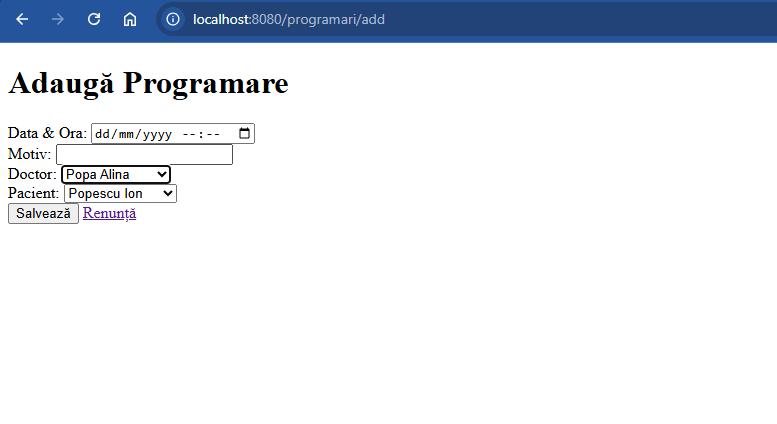 localhost:8080/programari/add
Adaugă Programare
Data & Ora: dd/mm/yyyy --:--
Motiv:
Doctor: Popa Alina
Pacient: Popescu Ion
Salvează Renunță